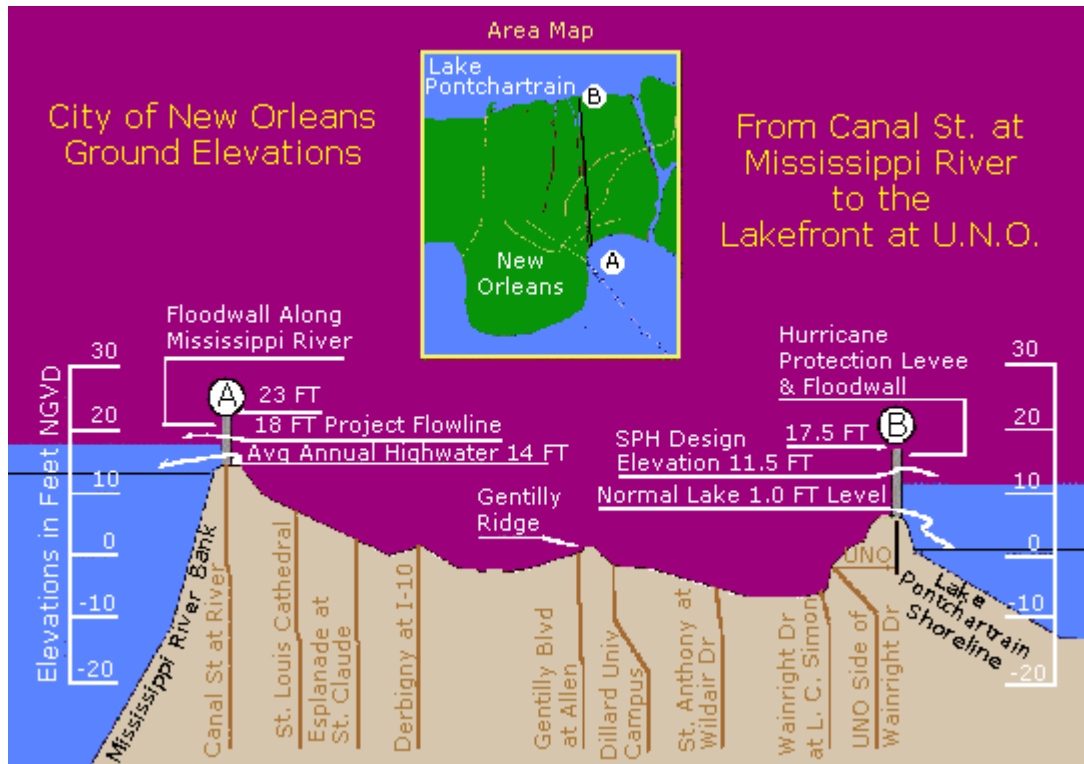 Area Map
Lake
Pontchartrain
B
New
Orleans
A
City of New Orleans
Ground Elevations
From Canal St. at
Mississippi River
to the
Lakefront at U.N.O.
Floodwall Along
Mississippi River
A
23 FT
18 FT Project Flowline
Avg Annual Highwater 14 FT
Gentilly
Ridge
Hurricane
Protection Levee
& Floodwall
17.5 FT
B
SPH Design
Elevation 11.5 FT
Normal Lake 1.0 FT Level
Elevations in Feet NGVD
30
20
10
0
-10
-20
30
20
10
0
-10
-20
Mississippi River Bank
Canal St at River
St. Louis Cathedral
Esplanade at
St. Claude
Derbigny at I-10
Gentilly Blvd
at Allen
Dillard Univ
Campus
St. Anthony at
Wildair Dr
Wainright Dr
at L. C. Simon
UNO Side of
Wainright Dr
UNO
Lake
Pontchartrain
Shoreline